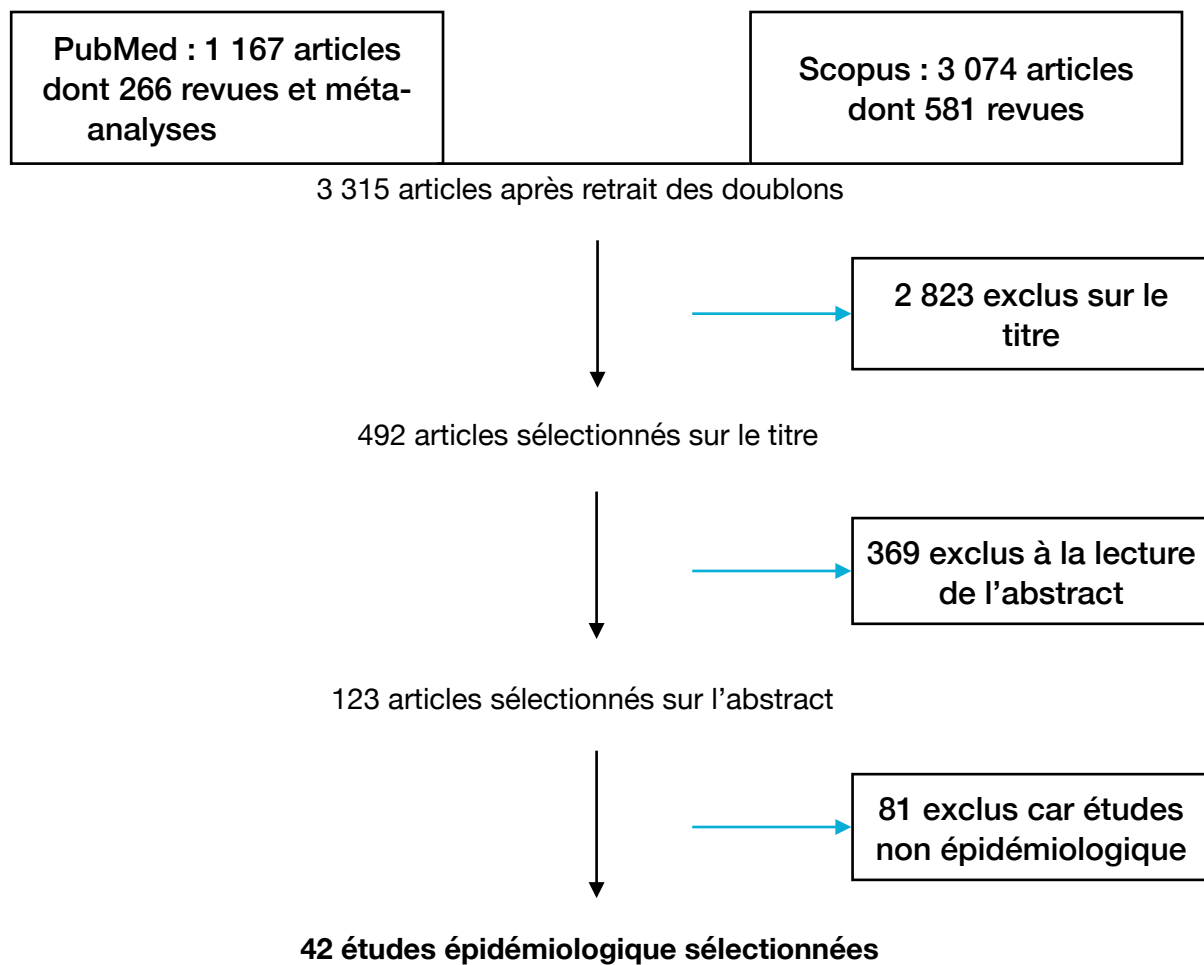 PubMed : 1 167 articles
dont 266 revues et méta-
analyses
Scopus : 3 074 articles
dont 581 revues
3 315 articles après retrait des doublons
2 823 exclus sur le
titre
492 articles sélectionnés sur le titre
369 exclus à la lecture
de l’abstract
123 articles sélectionnés sur l’abstract
81 exclus car études
non épidémiologique
42 études épidémiologique sélectionnées